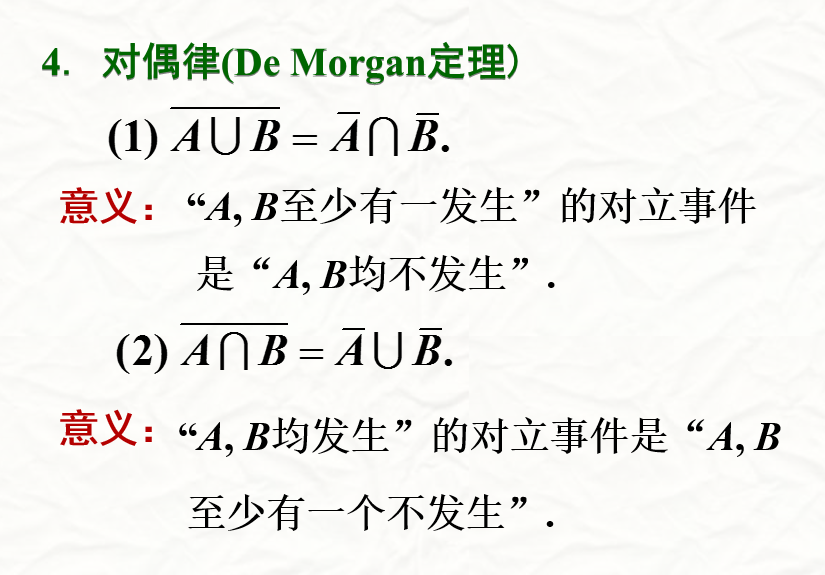 4. 对偶律(De Morgan定理)
(1) $\overline{A \cup B} = \overline{A} \cap \overline{B}.$
意义： “A, B至少有一发生”的对立事件
是“A, B均不发生”.
(2) $\overline{A \cap B} = \overline{A} \cup \overline{B}.$
意义：“A, B均发生”的对立事件是“A, B
至少有一个不发生”.